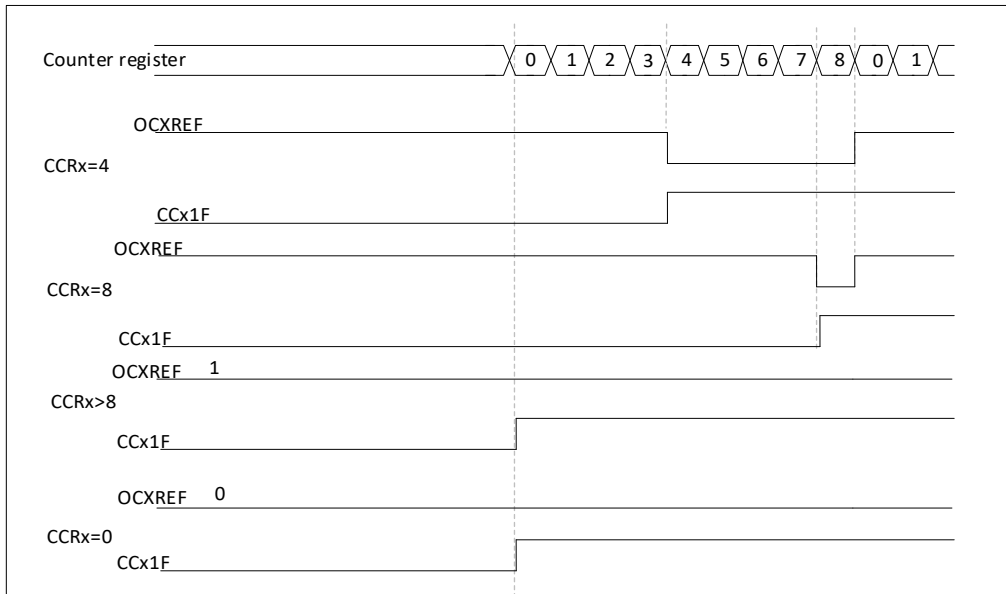 Counter register 0 1 2 3 4 5 6 7 8 0 1
OCXREF
CCRx=4
CCx1F
OCXREF
CCRx=8
CCx1F
OCXREF 1
CCRx>8
CCx1F
OCXREF 0
CCRx=0
CCx1F